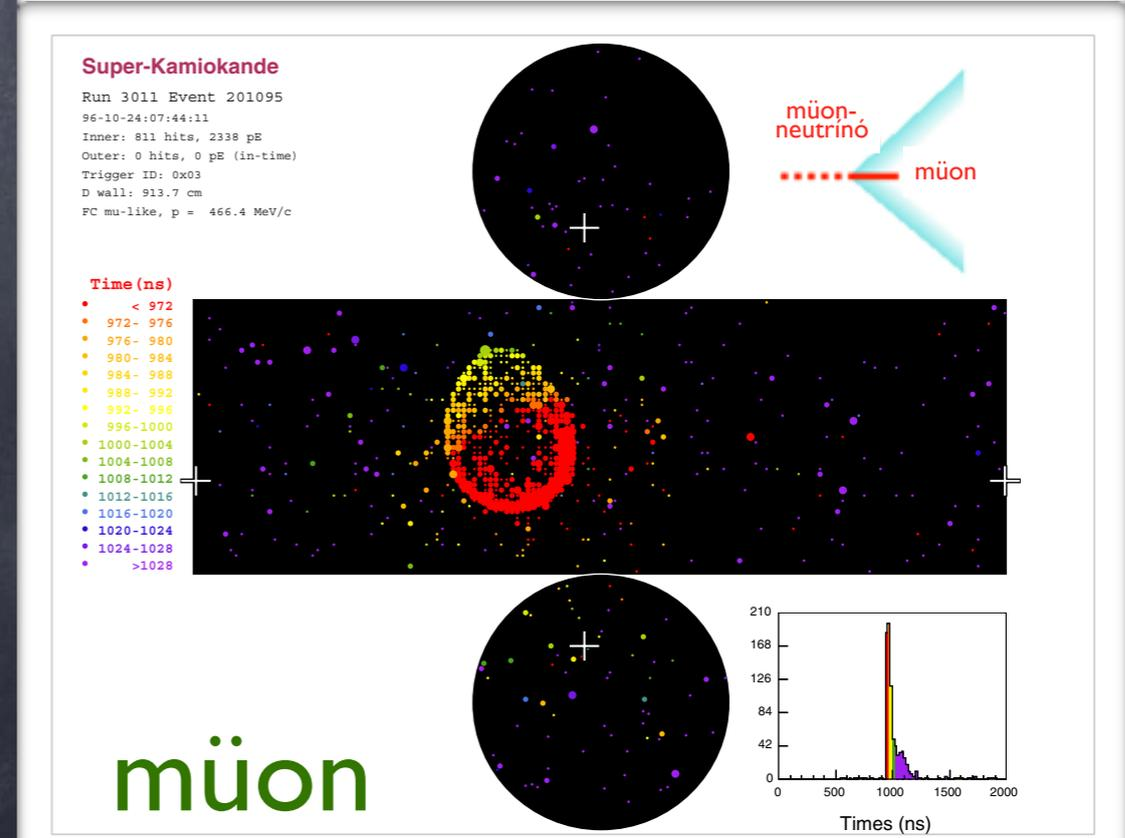 Super-Kamiokande
Run 3011 Event 201095
96-10-24:07:44:11
Inner: 811 hits, 2338 pE
Outer: 0 hits, 0 pE (in-time)
Trigger ID: 0x03
D wall: 913.7 cm
FC mu-like, p = 466.4 MeV/c
müon-
neutrínó
müon
Time(ns)
< 972
972- 976
976- 980
980- 984
984- 988
988- 992
992- 996
996-1000
1000-1004
1004-1008
1008-1012
1012-1016
1016-1020
1020-1024
1024-1028
>1028
müon
210
168
126
84
42
0
0 500 1000 1500 2000
Times (ns)